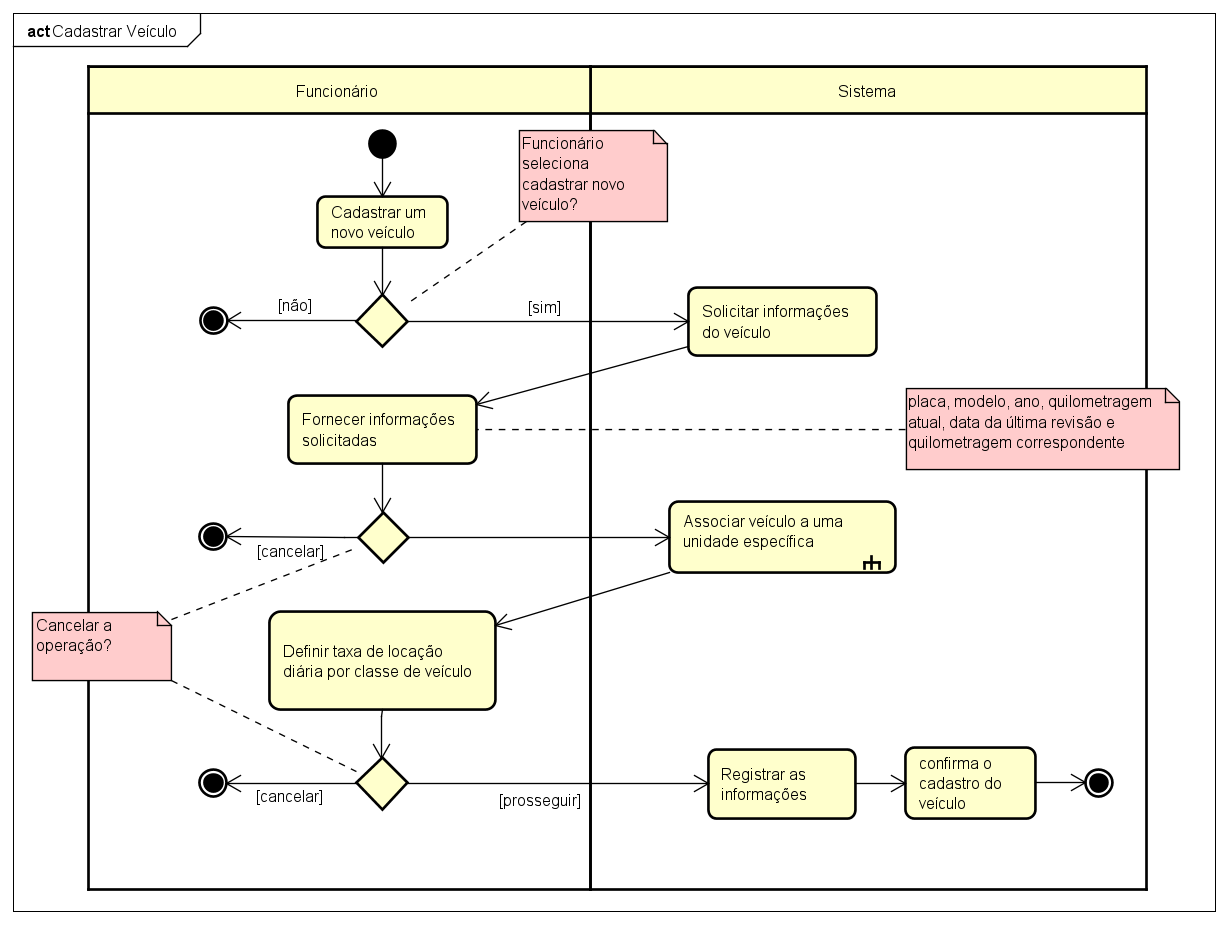 act Cadastrar Veículo
Funcionário
Sistema
Funcionário
seleciona
cadastrar novo
veículo?
Cadastrar um
novo veículo
[não]
[sim]
Solicitar informações
do veículo
Fornecer informações
solicitadas
placa, modelo, ano, quilometragem
atual, data da última revisão e
quilometragem correspondente
Associar veículo a uma
unidade específica
[cancelar]
Cancelar a
operação?
Definir taxa de locação
diária por classe de veículo
[cancelar]
[prosseguir]
Registrar as
informações
confirma o
cadastro do
veículo